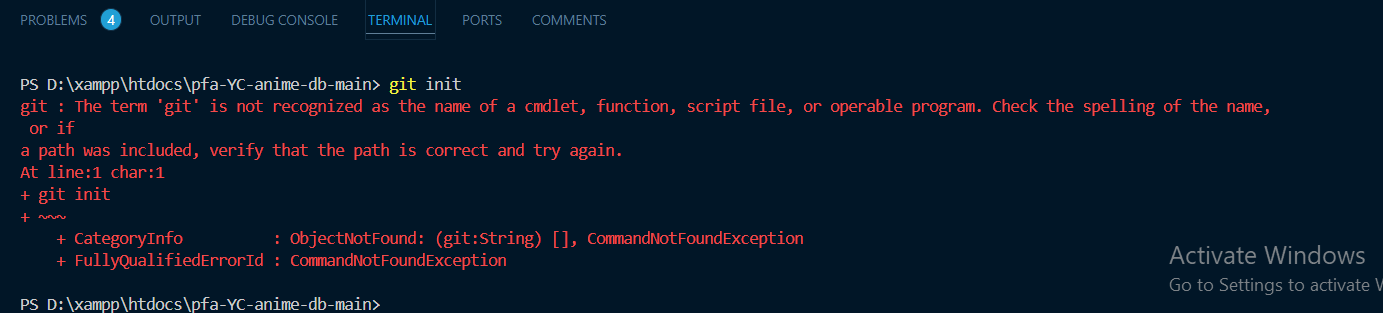 PROBLEMS 4 OUTPUT DEBUG CONSOLE TERMINAL PORTS COMMENTS
PS D:\xampp\htdocs\pfa-YC-anime-db-main> git init
git : The term 'git' is not recognized as the name of a cmdlet, function, script file, or operable program. Check the spelling of the name,
 or if
a path was included, verify that the path is correct and try again.
At line:1 char:1
+ git init
+ ~~~
    + CategoryInfo          : ObjectNotFound: (git:String) [], CommandNotFoundException
    + FullyQualifiedErrorId : CommandNotFoundException
Activate Windows
Go to Settings to activate W
PS D:\xampp\htdocs\pfa-YC-anime-db-main>